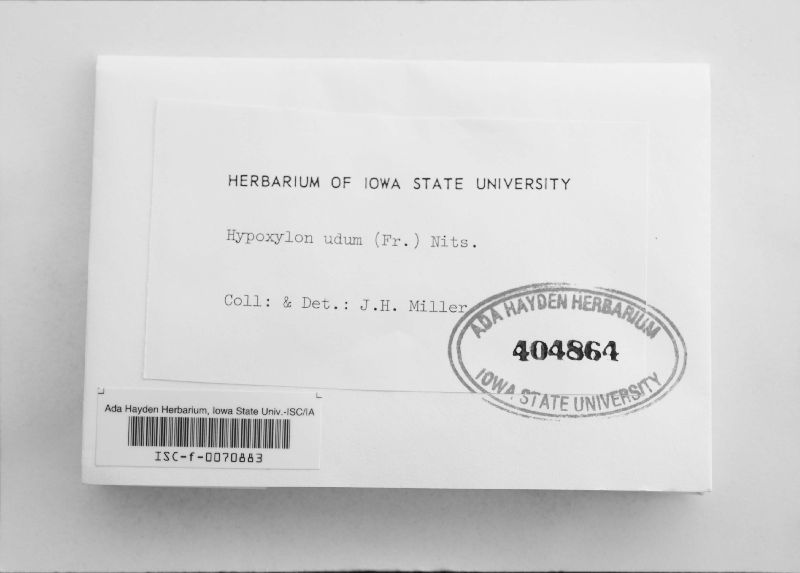 HERBARIUM OF IOWA STATE UNIVERSITY
Hypoxylon udum (Fr.) Nits.
Coll: & Det.: J.H. Miller
ADA HAYDEN HERBARIUM
404864
IOWA STATE UNIVERSITY
Ada Hayden Herbarium, Iowa State Univ.-ISC/IA
ISC-f-0070883